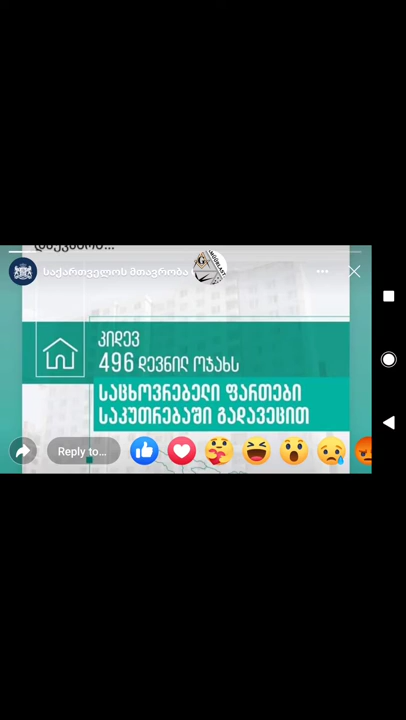 საქართველოს მთავრობა
კიდევ
496 დევნილ ოჯახს
საცხოვრებელი ფართები
საკუთრებაში გადავეცით
Reply to...